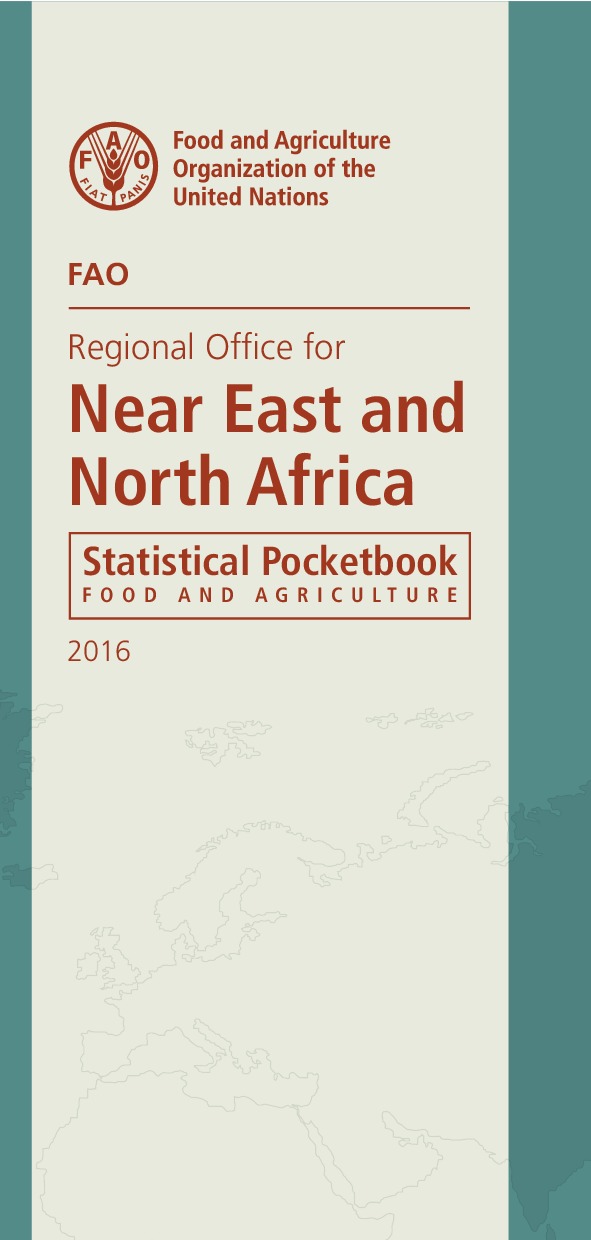 F A O
FIAT PANIS
Food and Agriculture
Organization of the
United Nations
FAO
Regional Office for
Near East and
North Africa
Statistical Pocketbook
FOOD AND AGRICULTURE
2016